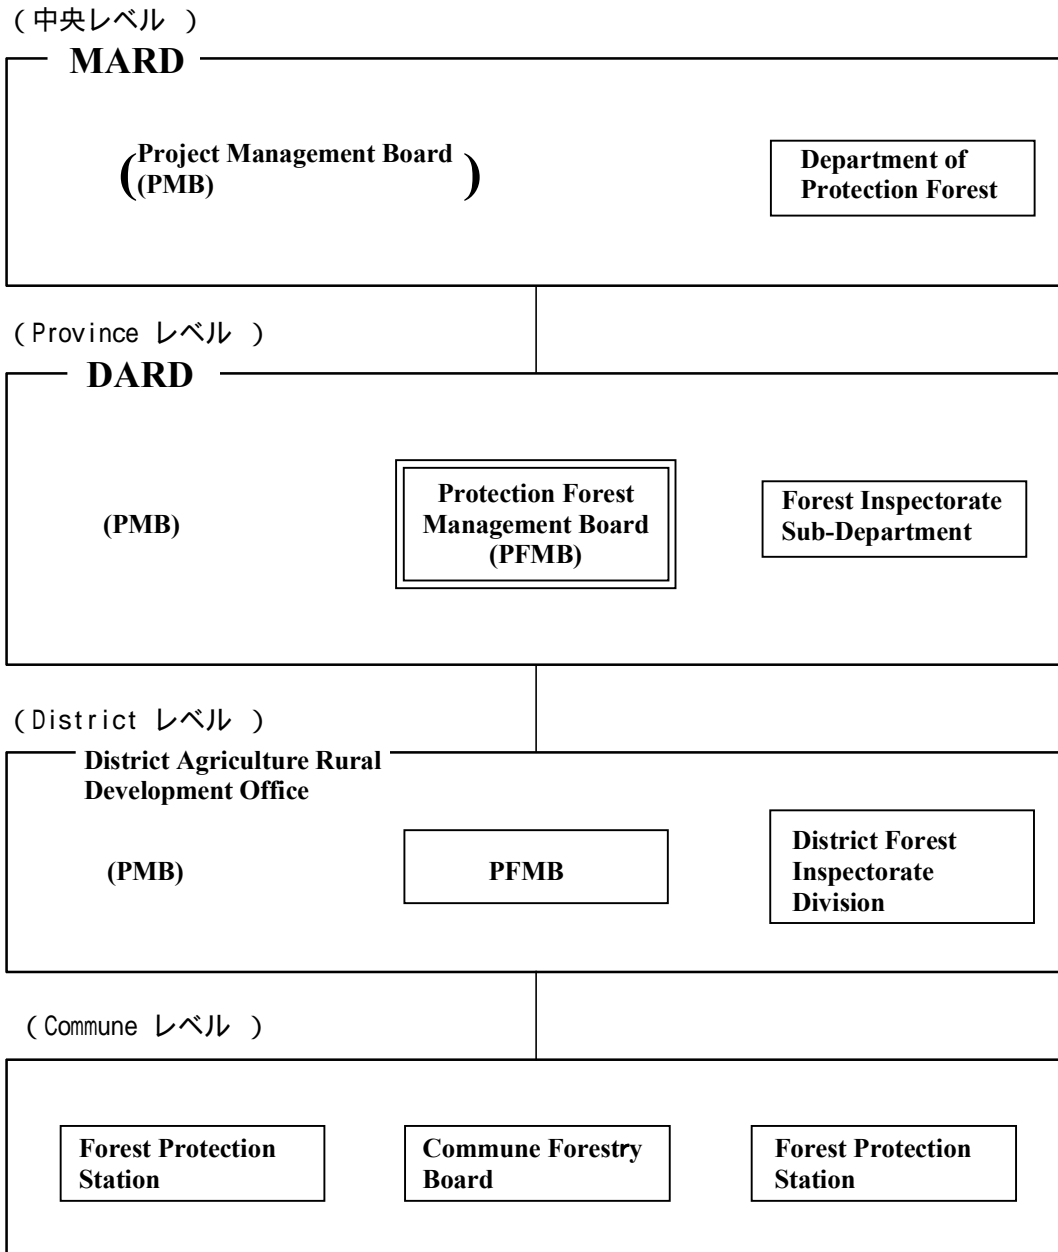 ( 中央レベル )
MARD
(Project Management Board
(PMB) )
Department of
Protection Forest
( Province レベル )
DARD
(PMB)
Protection Forest
Management Board
(PFMB)
Forest Inspectorate
Sub-Department
( District レベル )
District Agriculture Rural
Development Office
(PMB)
PFMB
District Forest
Inspectorate
Division
( Commune レベル )
Forest Protection
Station
Commune Forestry
Board
Forest Protection
Station